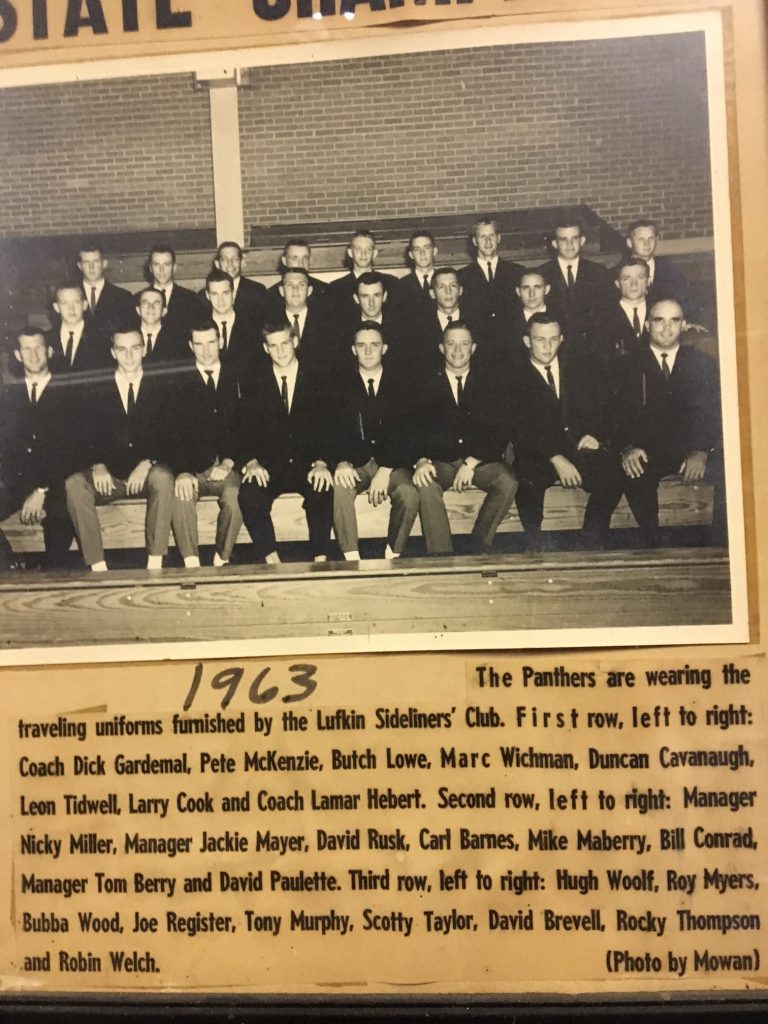 STATE CHAMP
1963
The Panthers are wearing the
traveling uniforms furnished by the Lufkin Sideliners' Club. First row, left to right:
Coach Dick Gardemal, Pete McKenzie, Butch Lowe, Marc Wichman, Duncan Cavanaugh,
Leon Tidwell, Larry Cook and Coach Lamar Hebert. Second row, left to right: Manager
Nicky Miller, Manager Jackie Mayer, David Rusk, Carl Barnes, Mike Maberry, Bill Conrad,
Manager Tom Berry and David Paulette. Third row, left to right: Hugh Woolf, Roy Myers,
Bubba Wood, Joe Register, Tony Murphy, Scotty Taylor, David Brevell, Rocky Thompson
and Robin Welch. (Photo by Mowan)